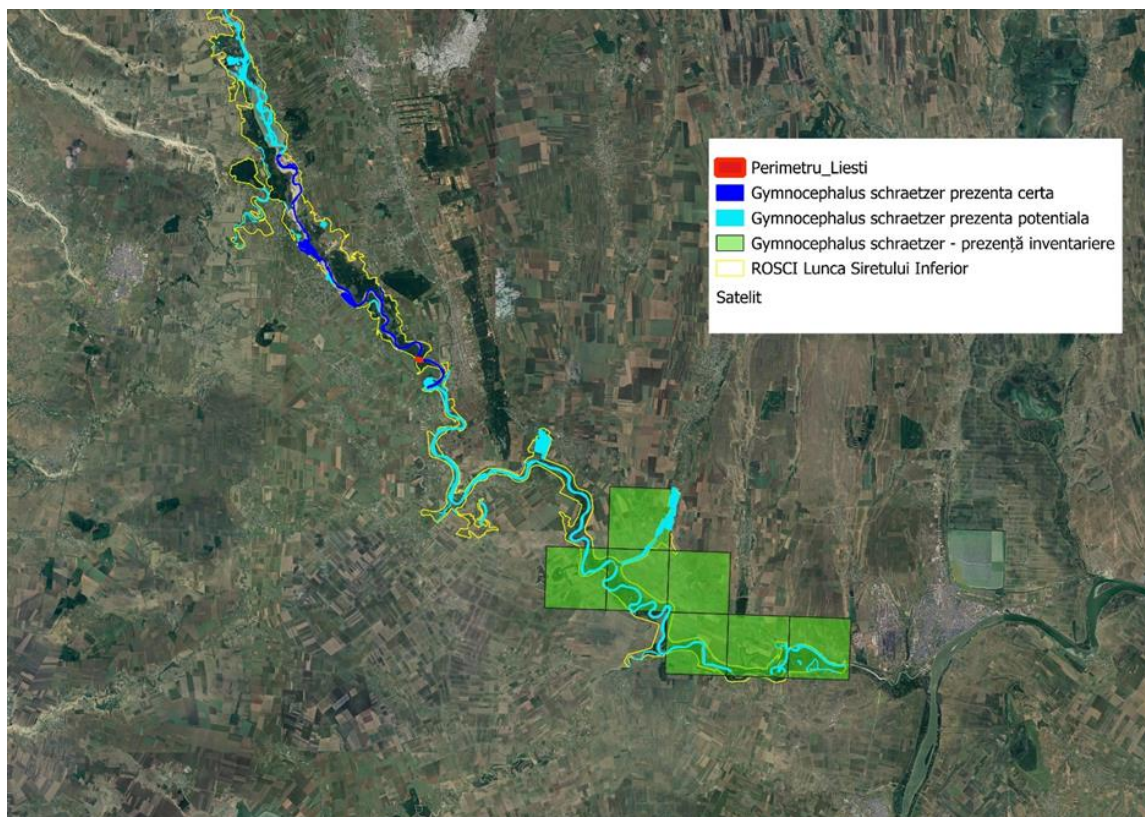 Perimetru_Liesti
Gymnocephalus schraetzer prezenta certa
Gymnocephalus schraetzer prezenta potentiala
Gymnocephalus schraetzer - prezență inventariere
ROSCI Lunca Siretului Inferior
Satelit